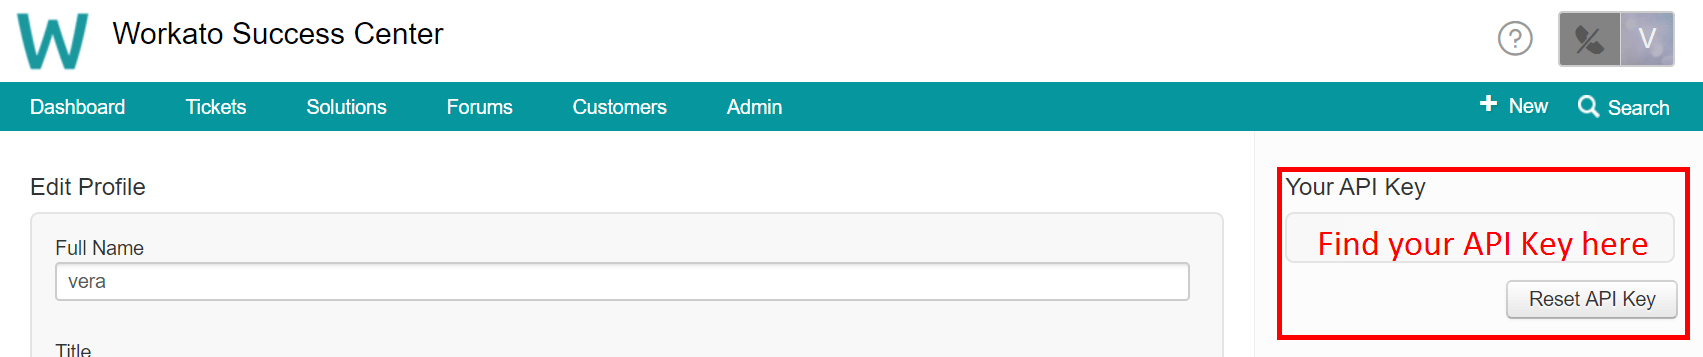 W Workato Success Center
? V
Dashboard Tickets Solutions Forums Customers Admin + New Search
Edit Profile
Full Name
vera
Title
Your API Key
Find your API Key here
Reset API Key